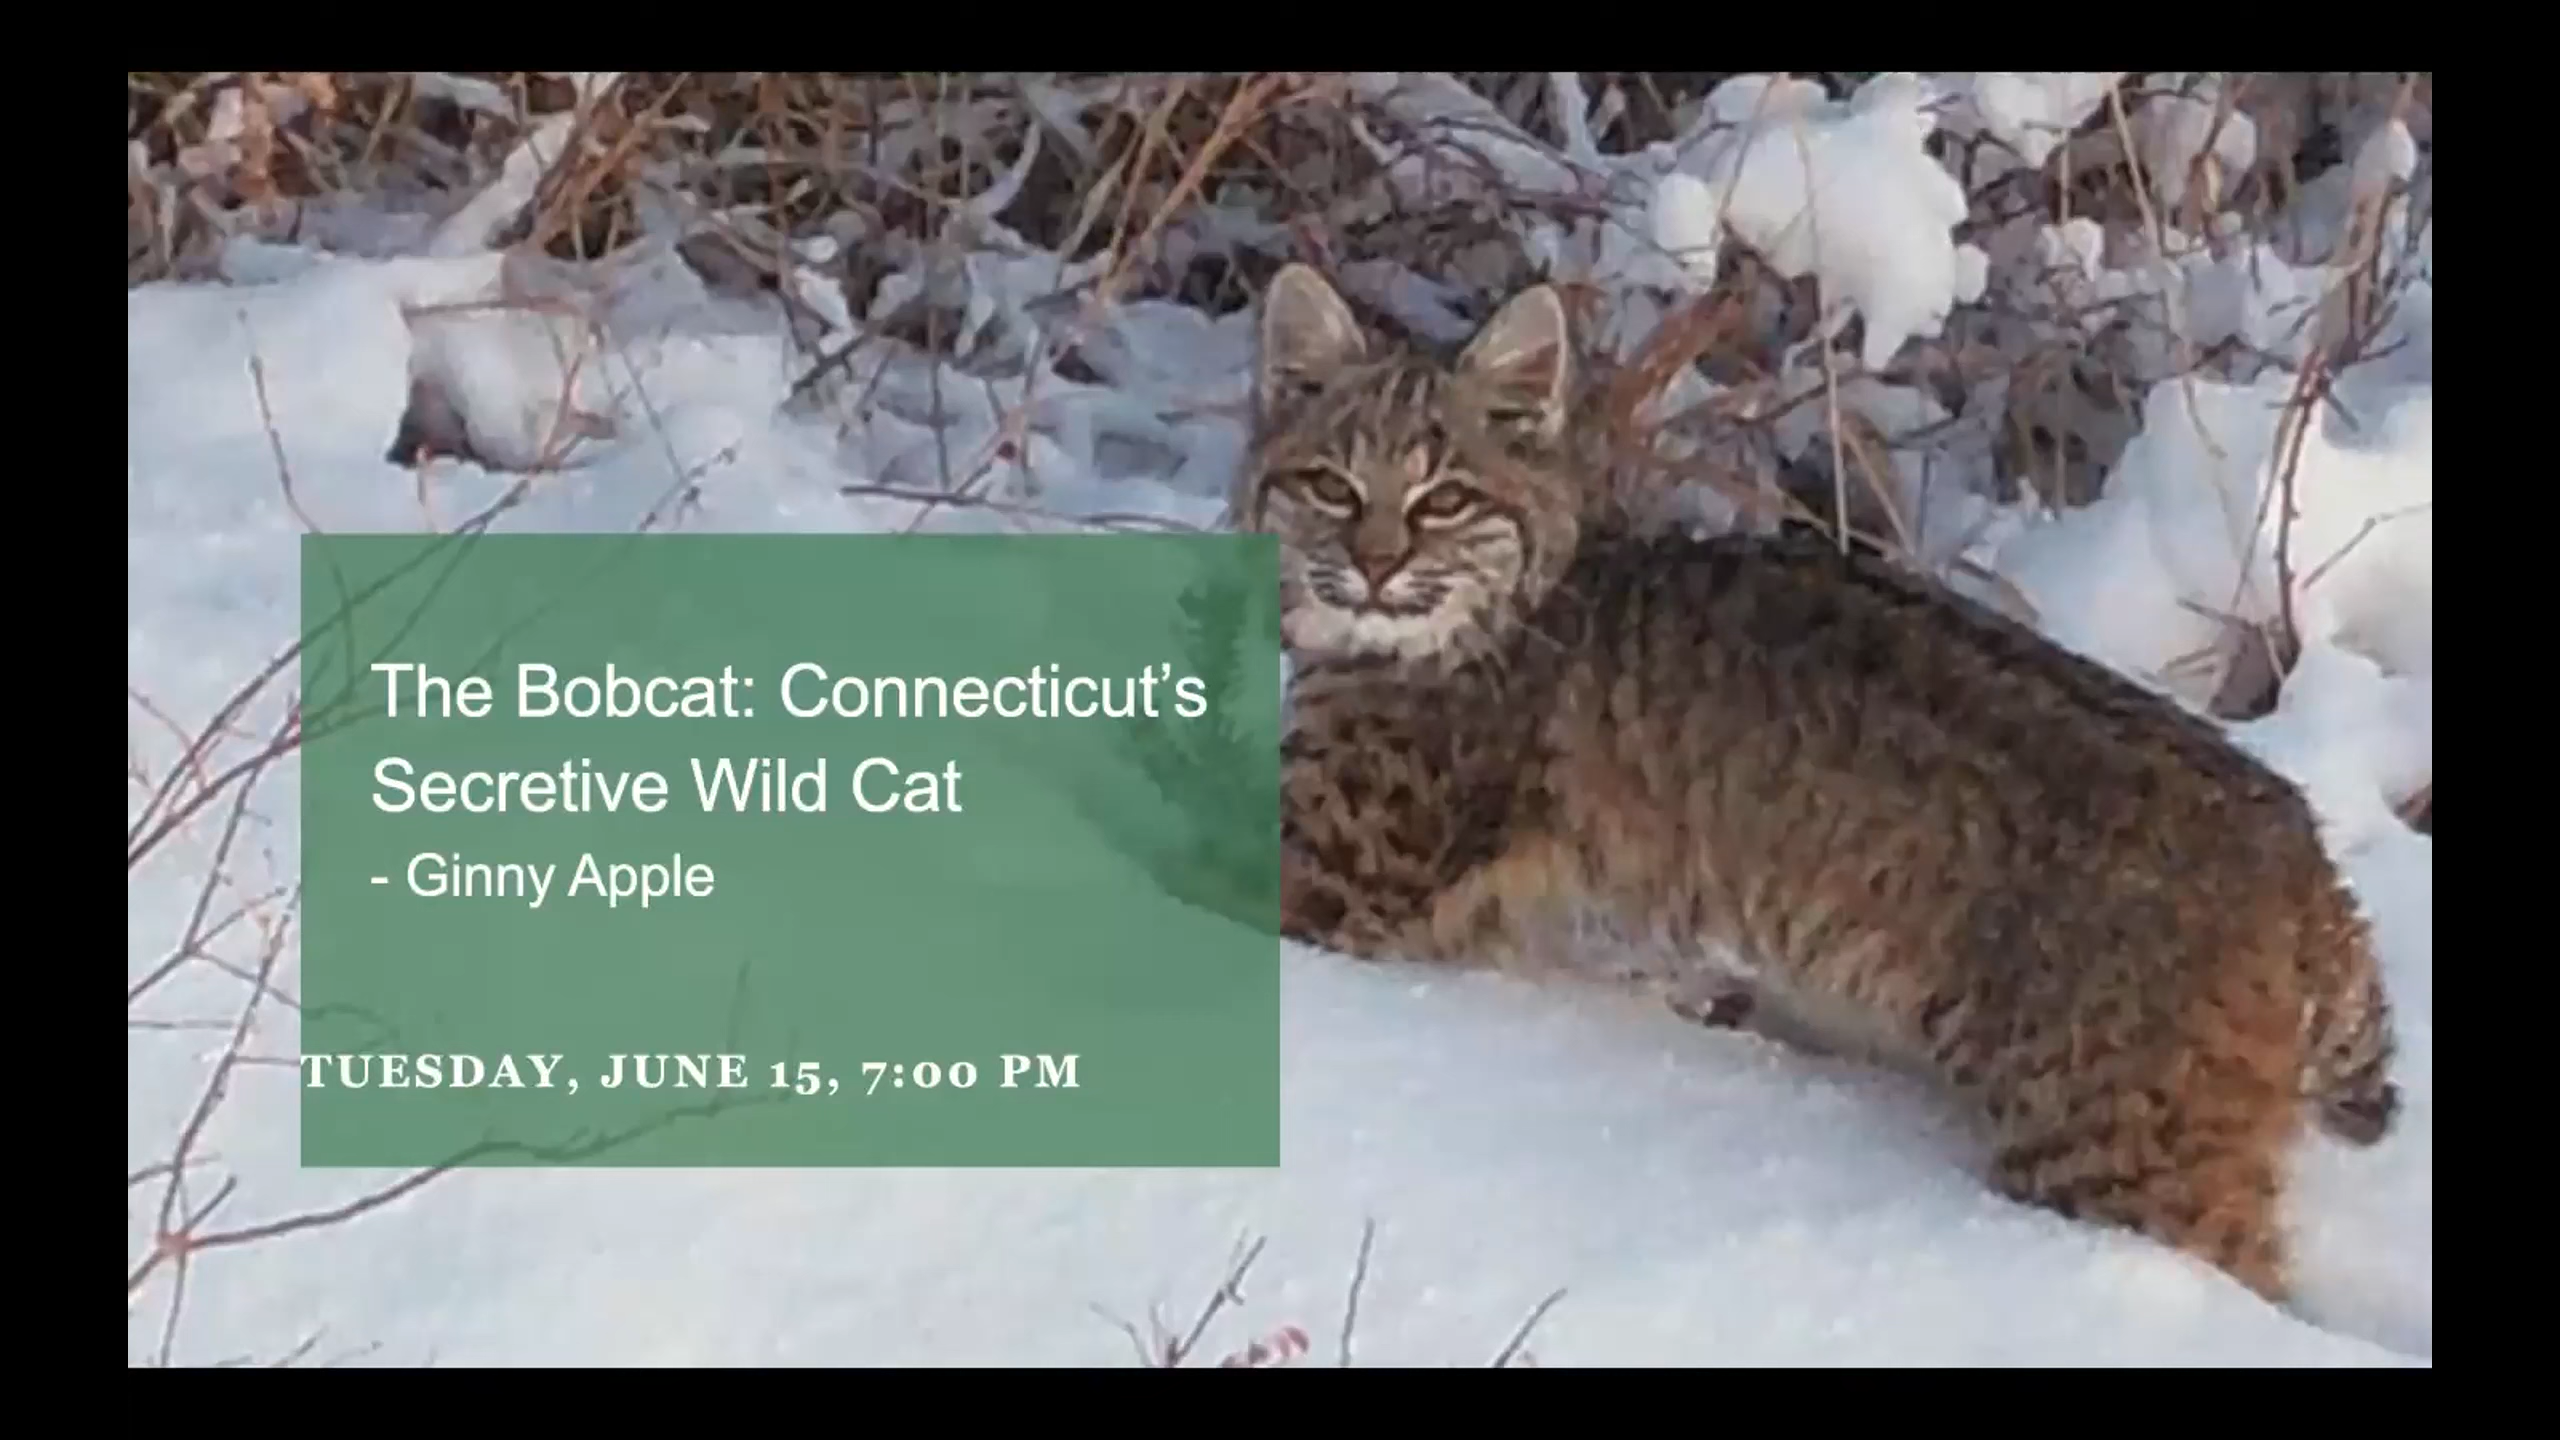 The Bobcat: Connecticut’s
Secretive Wild Cat
- Ginny Apple
TUESDAY, JUNE 15, 7:00 PM